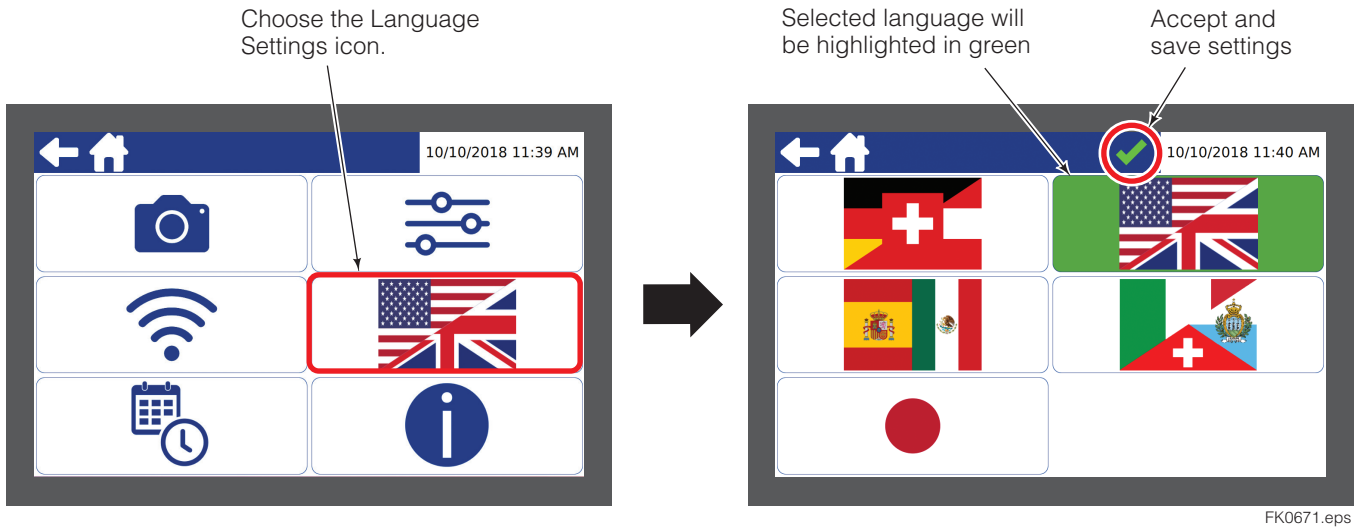 Choose the Language
Settings icon.
Selected language will
be highlighted in green
Accept and
save settings
10/10/2018 11:39 AM
10/10/2018 11:40 AM
FK0671.eps